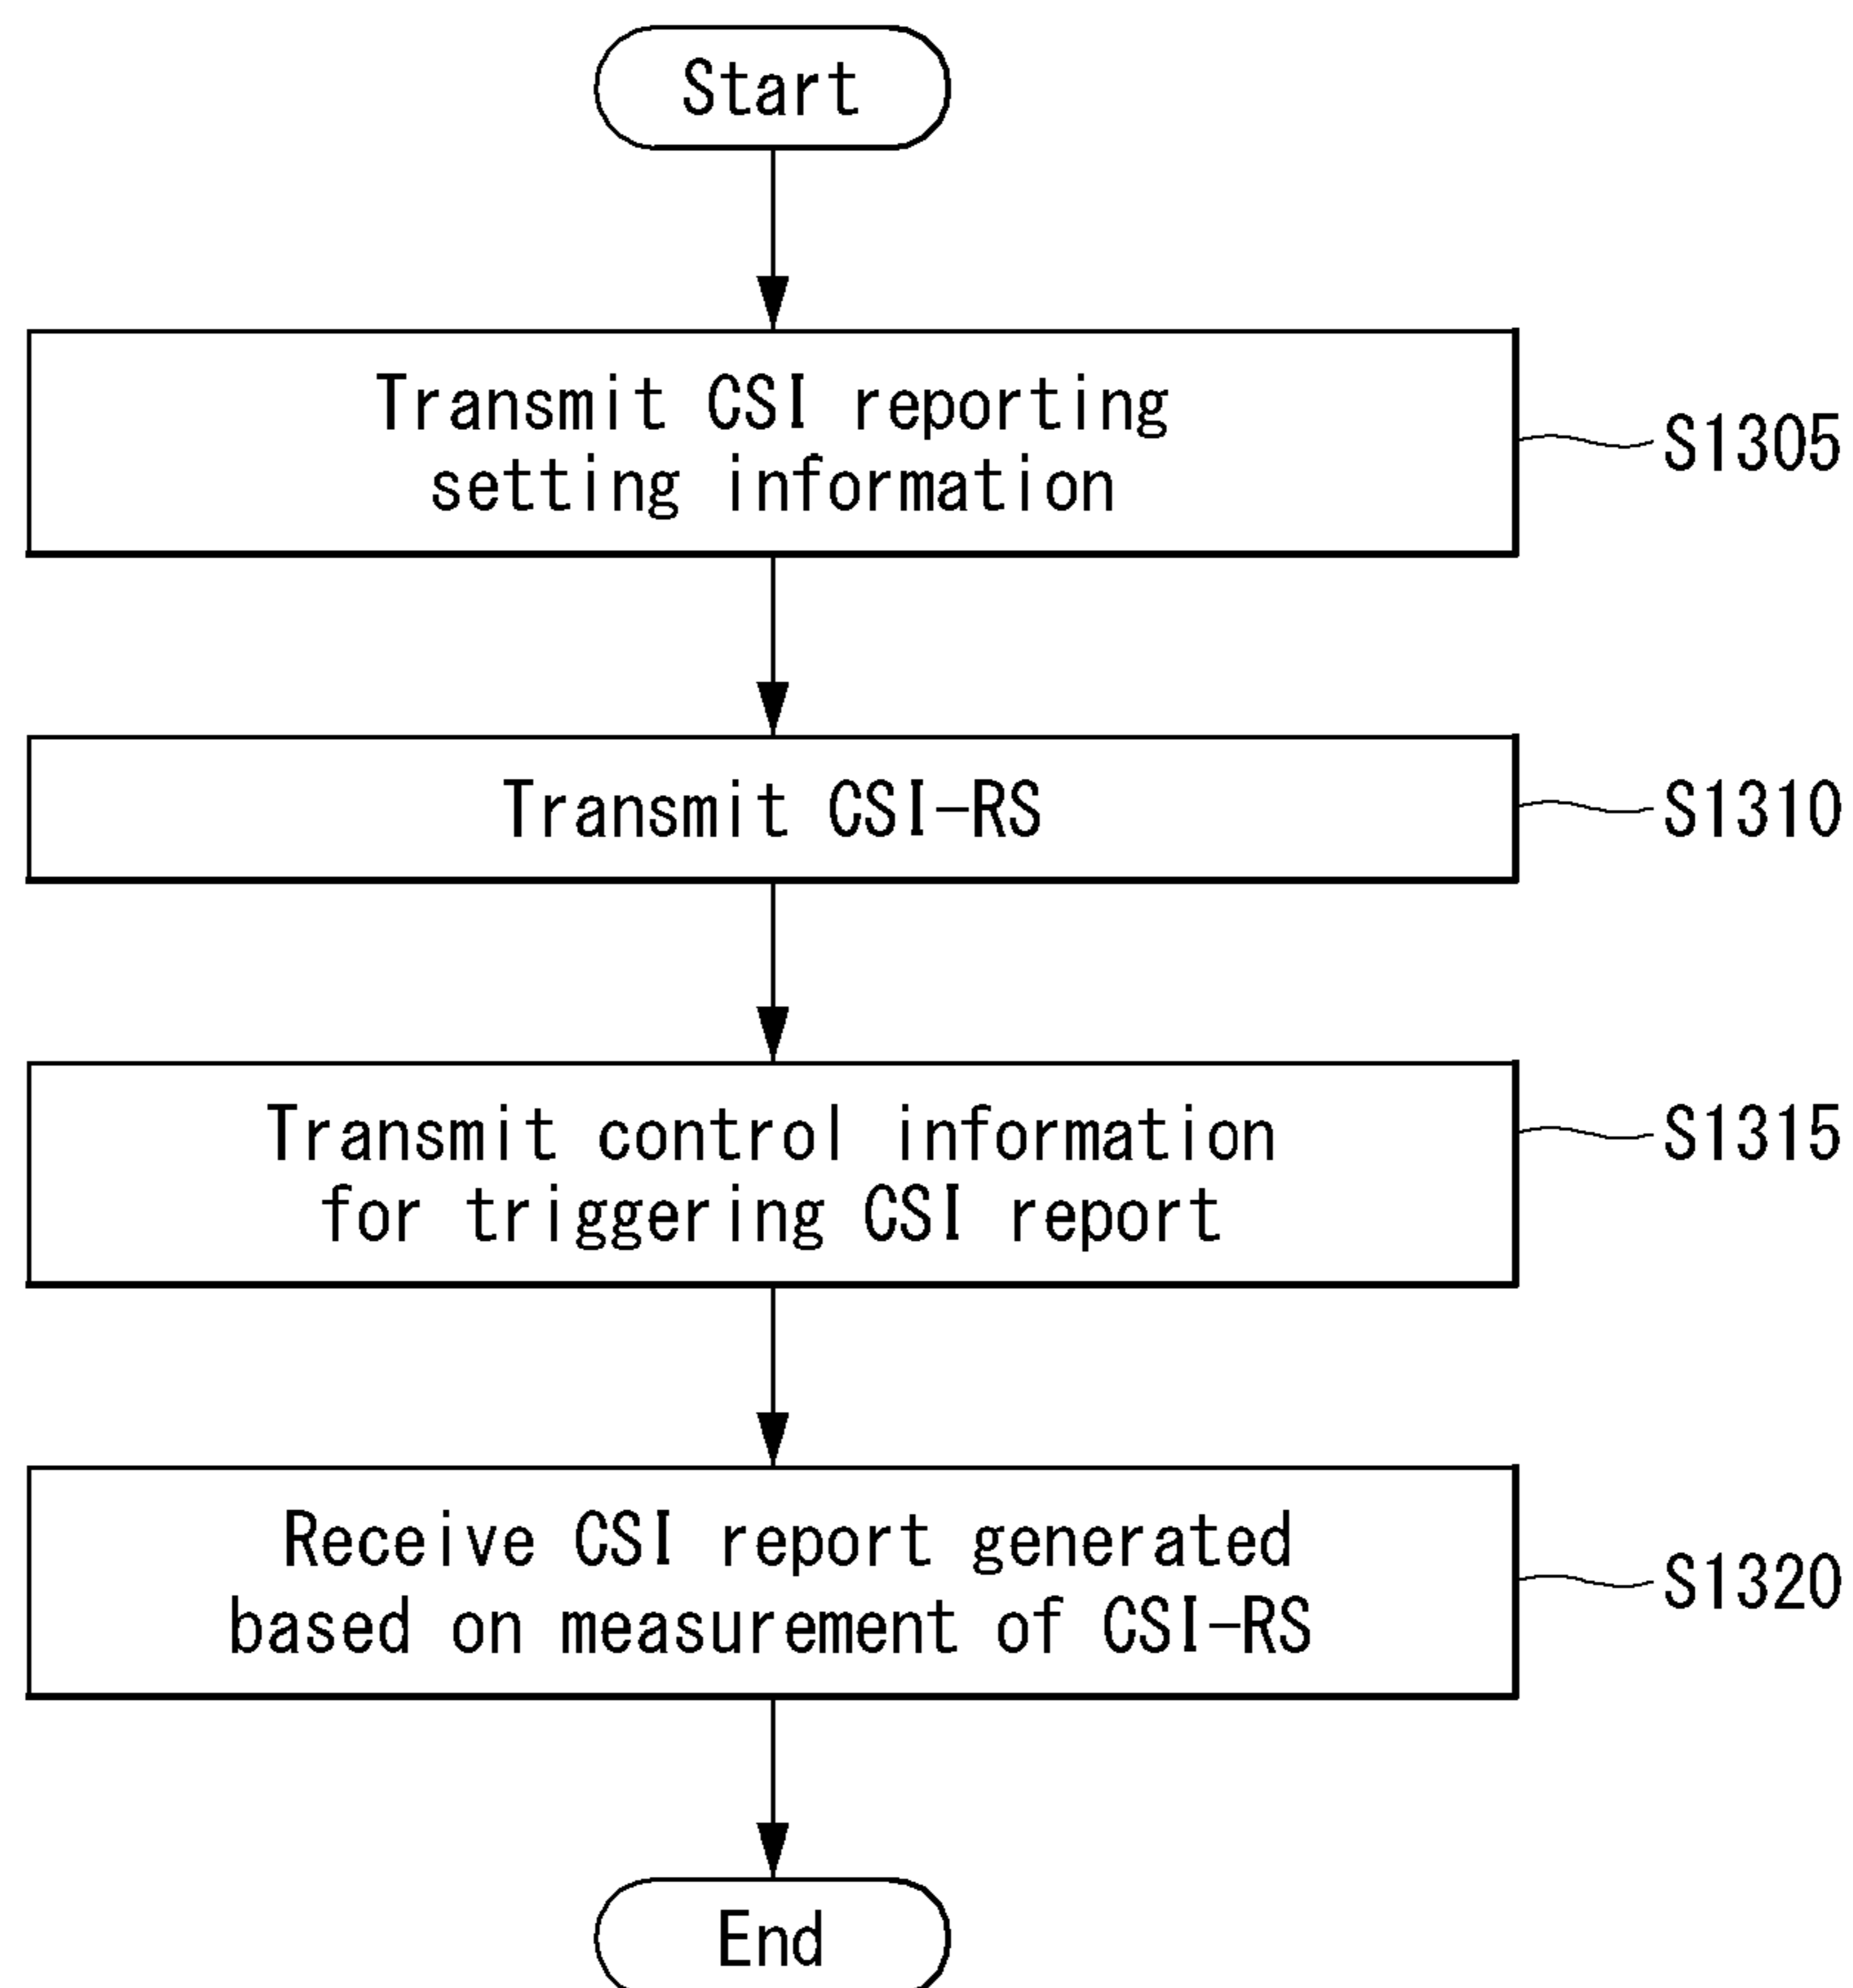 Start
Transmit CSI reporting
setting information
S1305
Transmit CSI-RS
S1310
Transmit control information
for triggering CSI report
S1315
Receive CSI report generated
based on measurement of CSI-RS
S1320
End